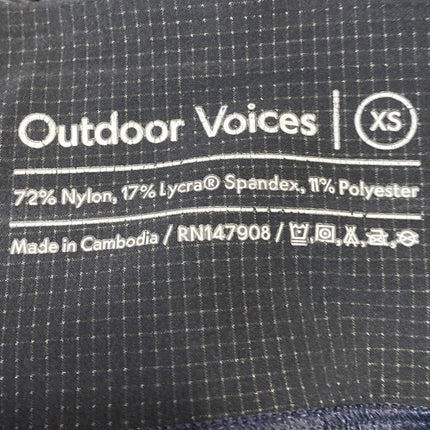 Outdoor Voices | XS
72% Nylon, 17% Lycra® Spandex, 11% Polyester
Made in Cambodia / RN147908 /